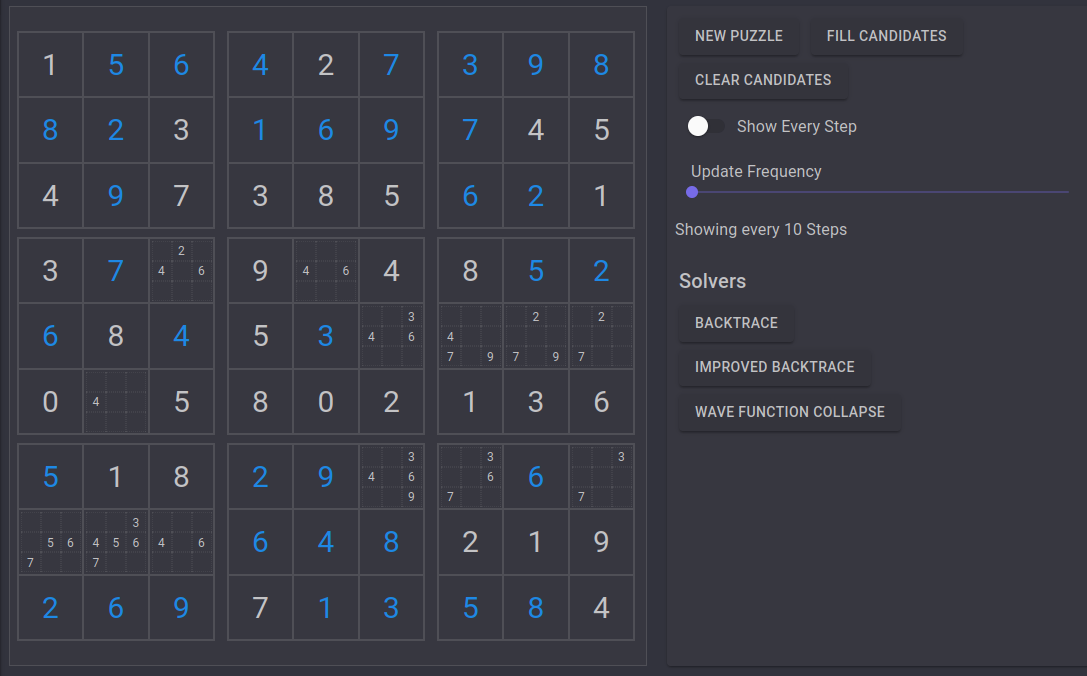 1 5 6 4 2 7 3 9 8
8 2 3 1 6 9 7 4 5
4 9 7 3 8 5 6 2 1
2
3 7 4 6 9 4 6 4 8 5 2
3 2 2
6 8 4 5 3 4 6 4
7 9 7 9 7
0 4 5 8 0 2 1 3 6
3 3 3
5 1 8 2 9 4 6 6 6
9 7 7
3
5 6 4 5 6 4 6 6 4 8 2 1 9
7 7
2 6 9 7 1 3 5 8 4
NEW PUZZLE FILL CANDIDATES
CLEAR CANDIDATES
Show Every Step
Update Frequency
Showing every 10 Steps
Solvers
BACKTRACE
IMPROVED BACKTRACE
WAVE FUNCTION COLLAPSE